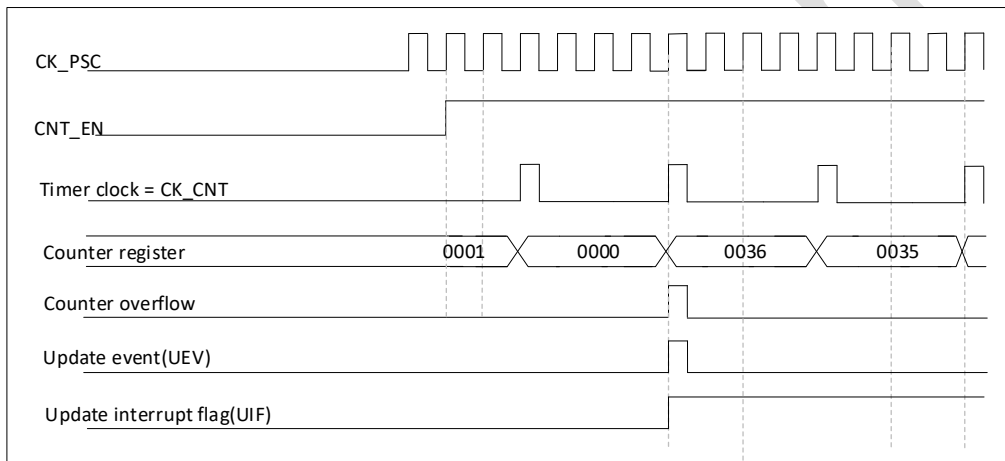 CK_PSC
CNT_EN
Timer clock = CK_CNT
Counter register 0001 0000 0036 0035
Counter overflow
Update event(UEV)
Update interrupt flag(UIF)